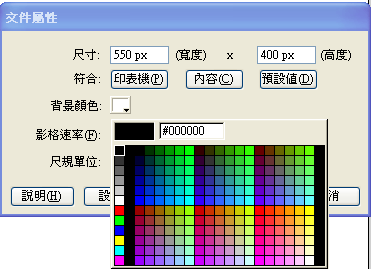 文件屬性
尺寸: 550 px (寬度) x 400 px (高度)
符合: 印表機(P) 內容(C) 預設值(D)
背景顏色:
影格速率(F): #000000
尺規單位:
說明(H) 設 消